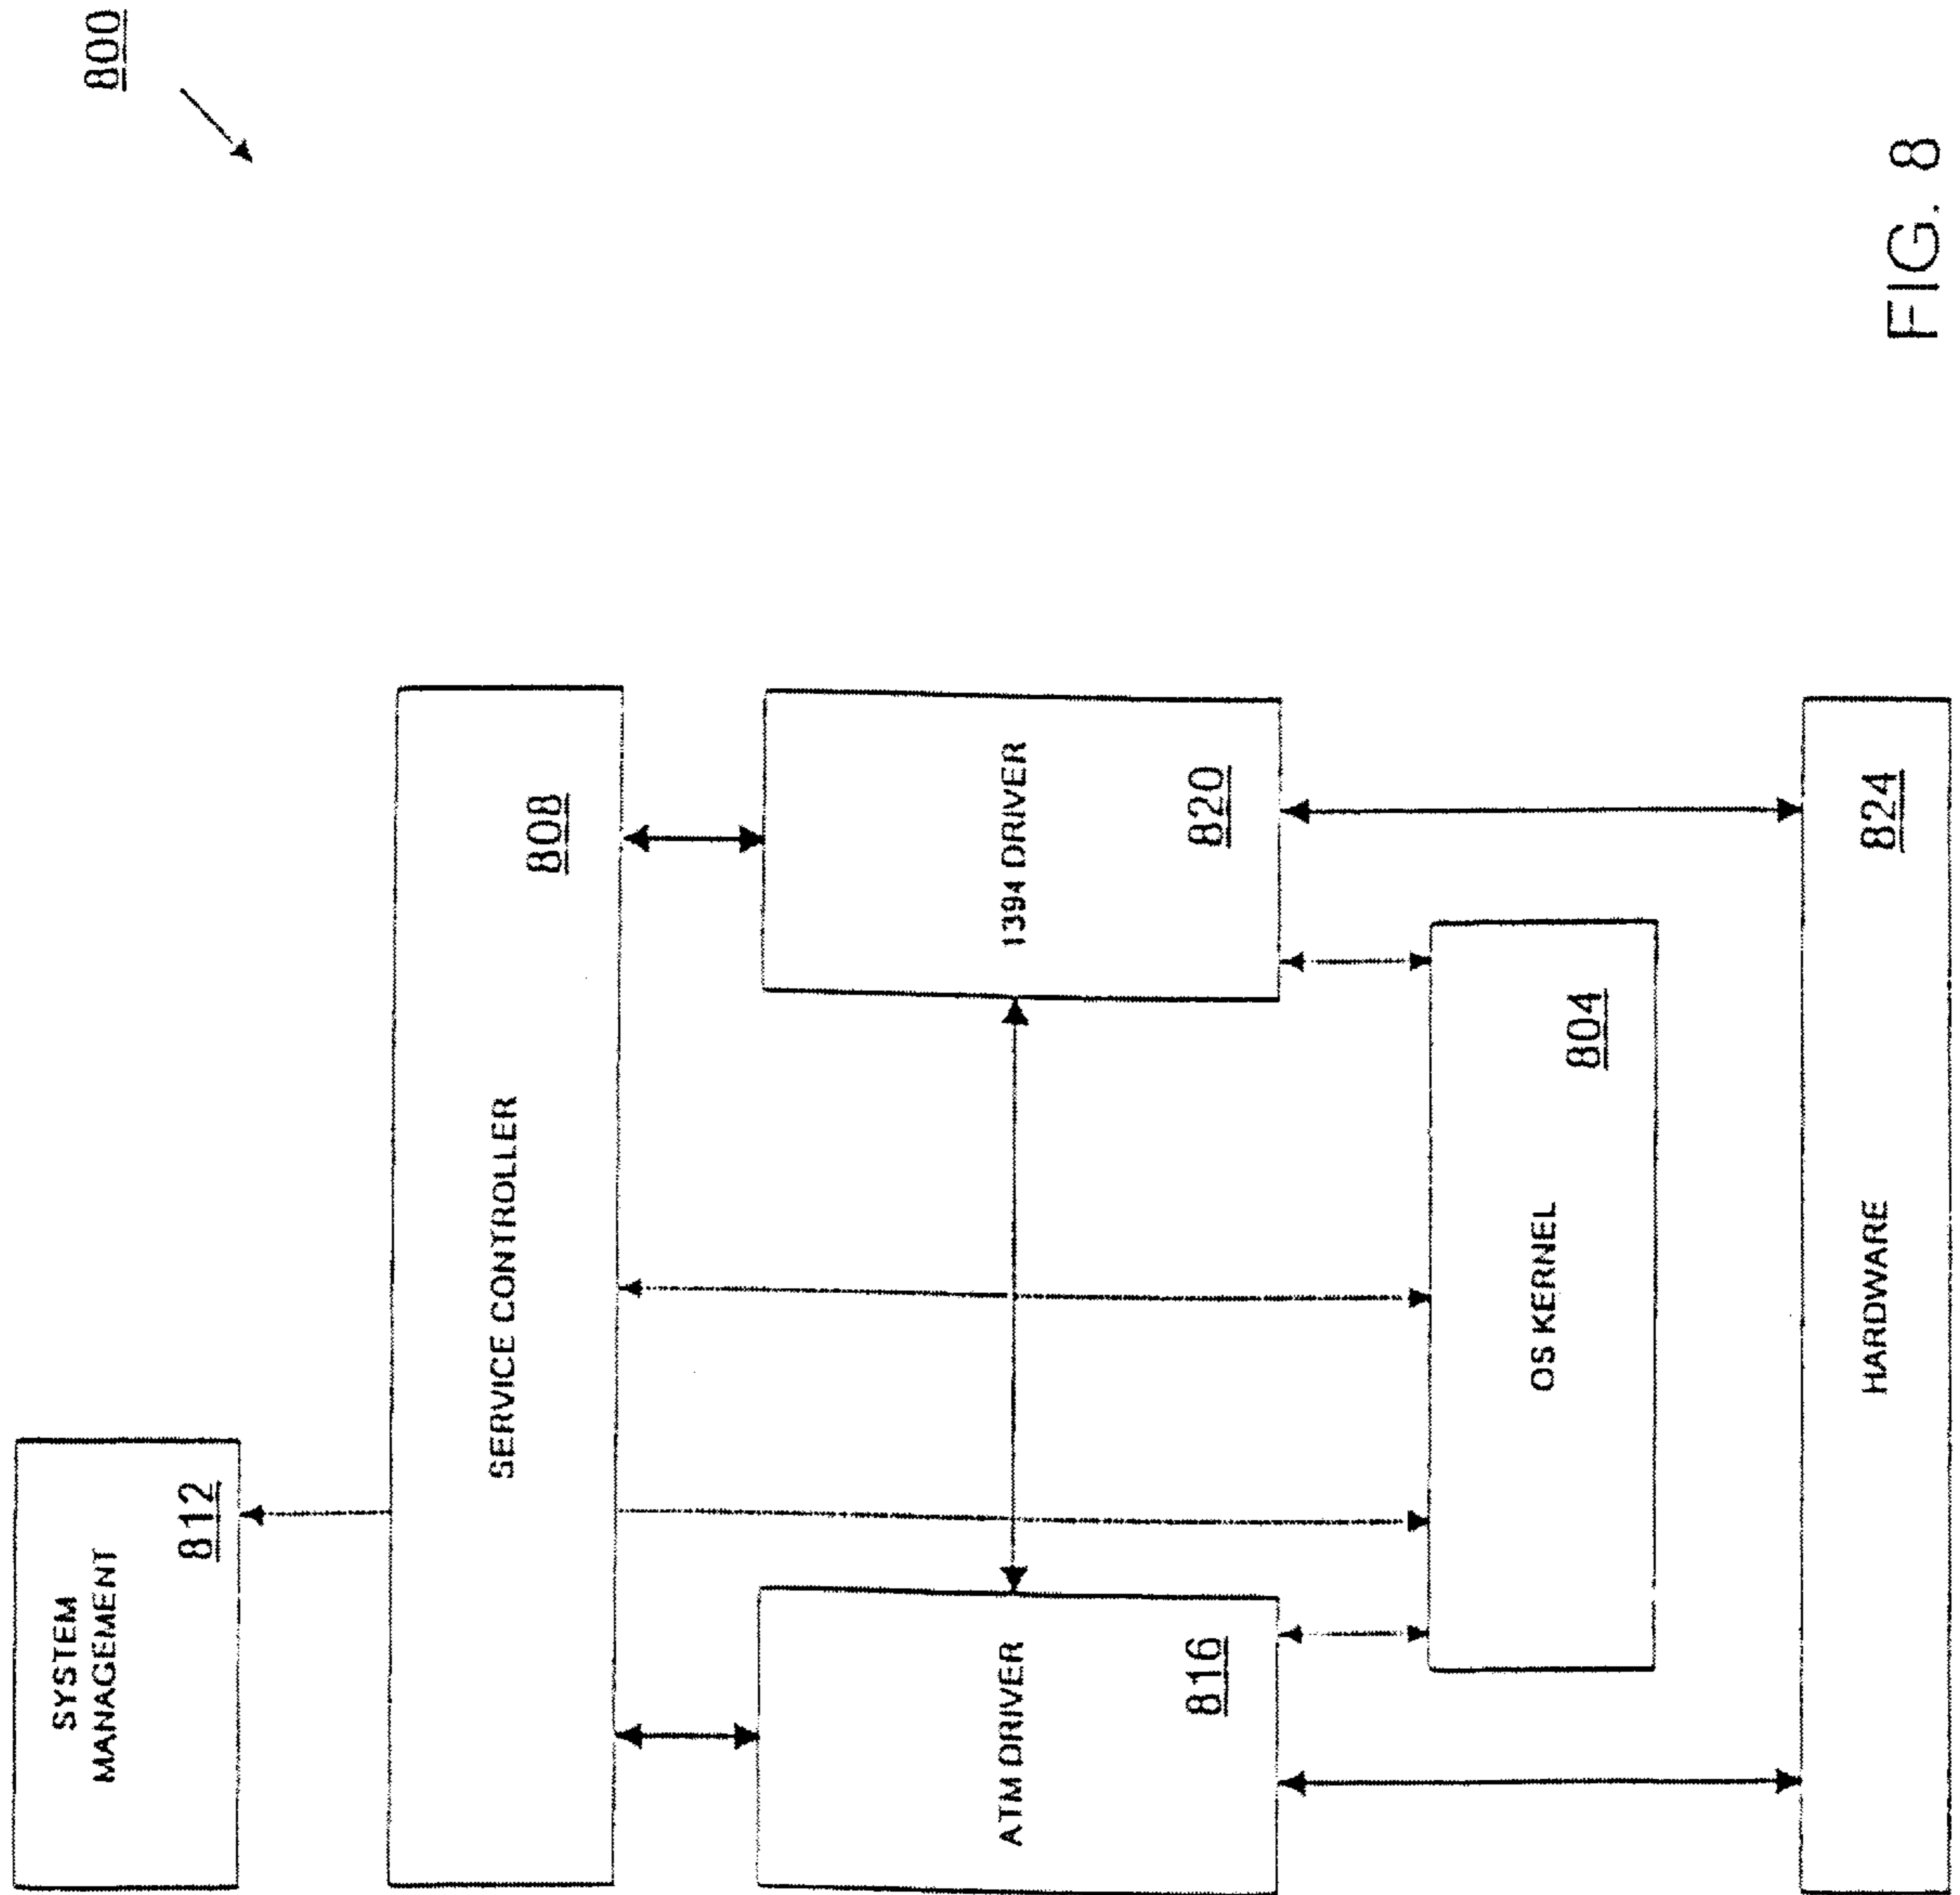 800
SYSTEM
MANAGEMENT
812
SERVICE CONTROLLER
808
ATM DRIVER
816
1394 DRIVER
820
OS KERNEL
804
HARDWARE
824
FIG. 8